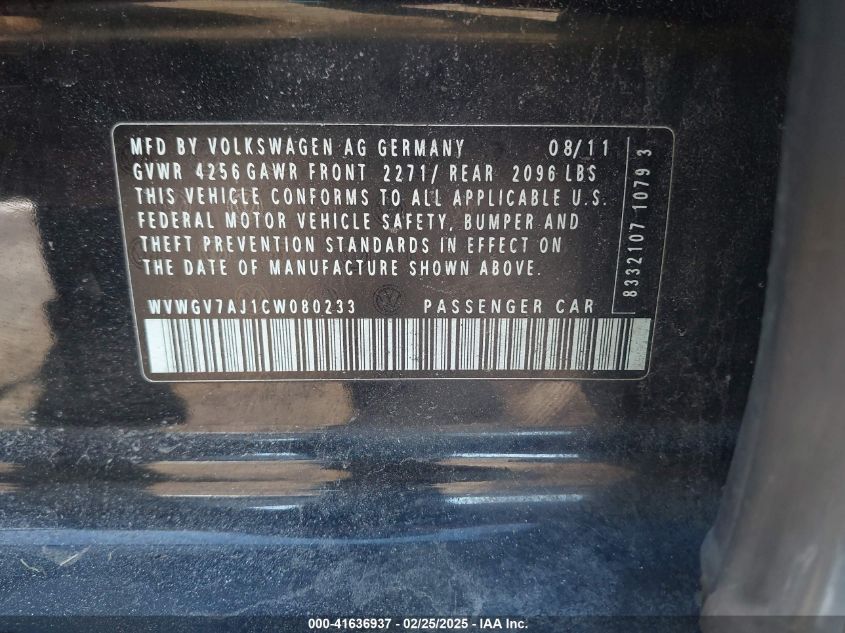 MFD BY VOLKSWAGEN AG GERMANY 08/11
GVWR 4256 GAWR FRONT 2271/ REAR 2096 LBS
THIS VEHICLE CONFORMS TO ALL APPLICABLE U.S.
FEDERAL MOTOR VEHICLE SAFETY, BUMPER AND
THEFT PREVENTION STANDARDS IN EFFECT ON
THE DATE OF MANUFACTURE SHOWN ABOVE.
WVWGV7AJ1CW080233 PASSENGER CAR
8332107 1079 3
000-41636937 - 02/25/2025 - IAA Inc.